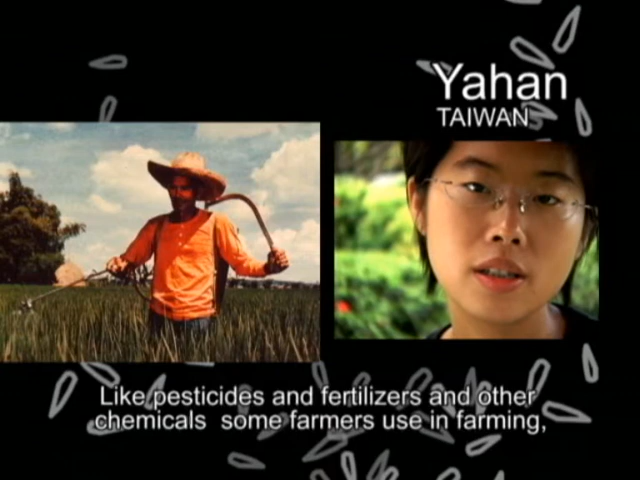 Yahan
TAIWAN
Like pesticides and fertilizers and other
chemicals some farmers use in farming,